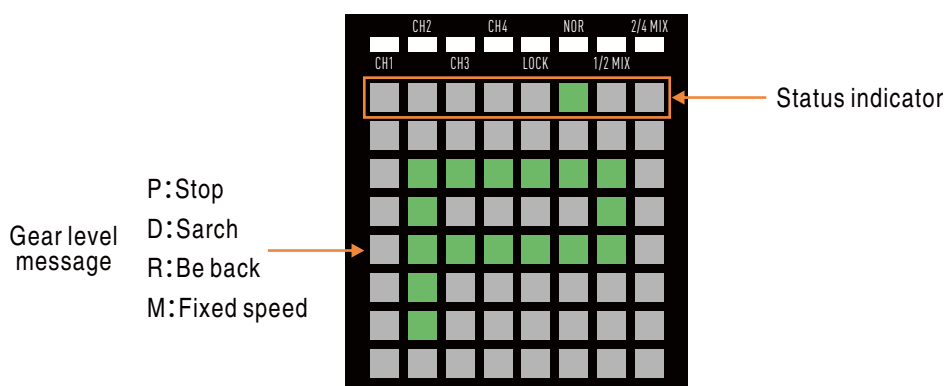 CH2 CH4 NOR 2/4 MIX
CH1 CH3 LOCK 1/2 MIX
Status indicator
P:Stop
D:Sarch
R:Be back
M:Fixed speed
Gear level
message